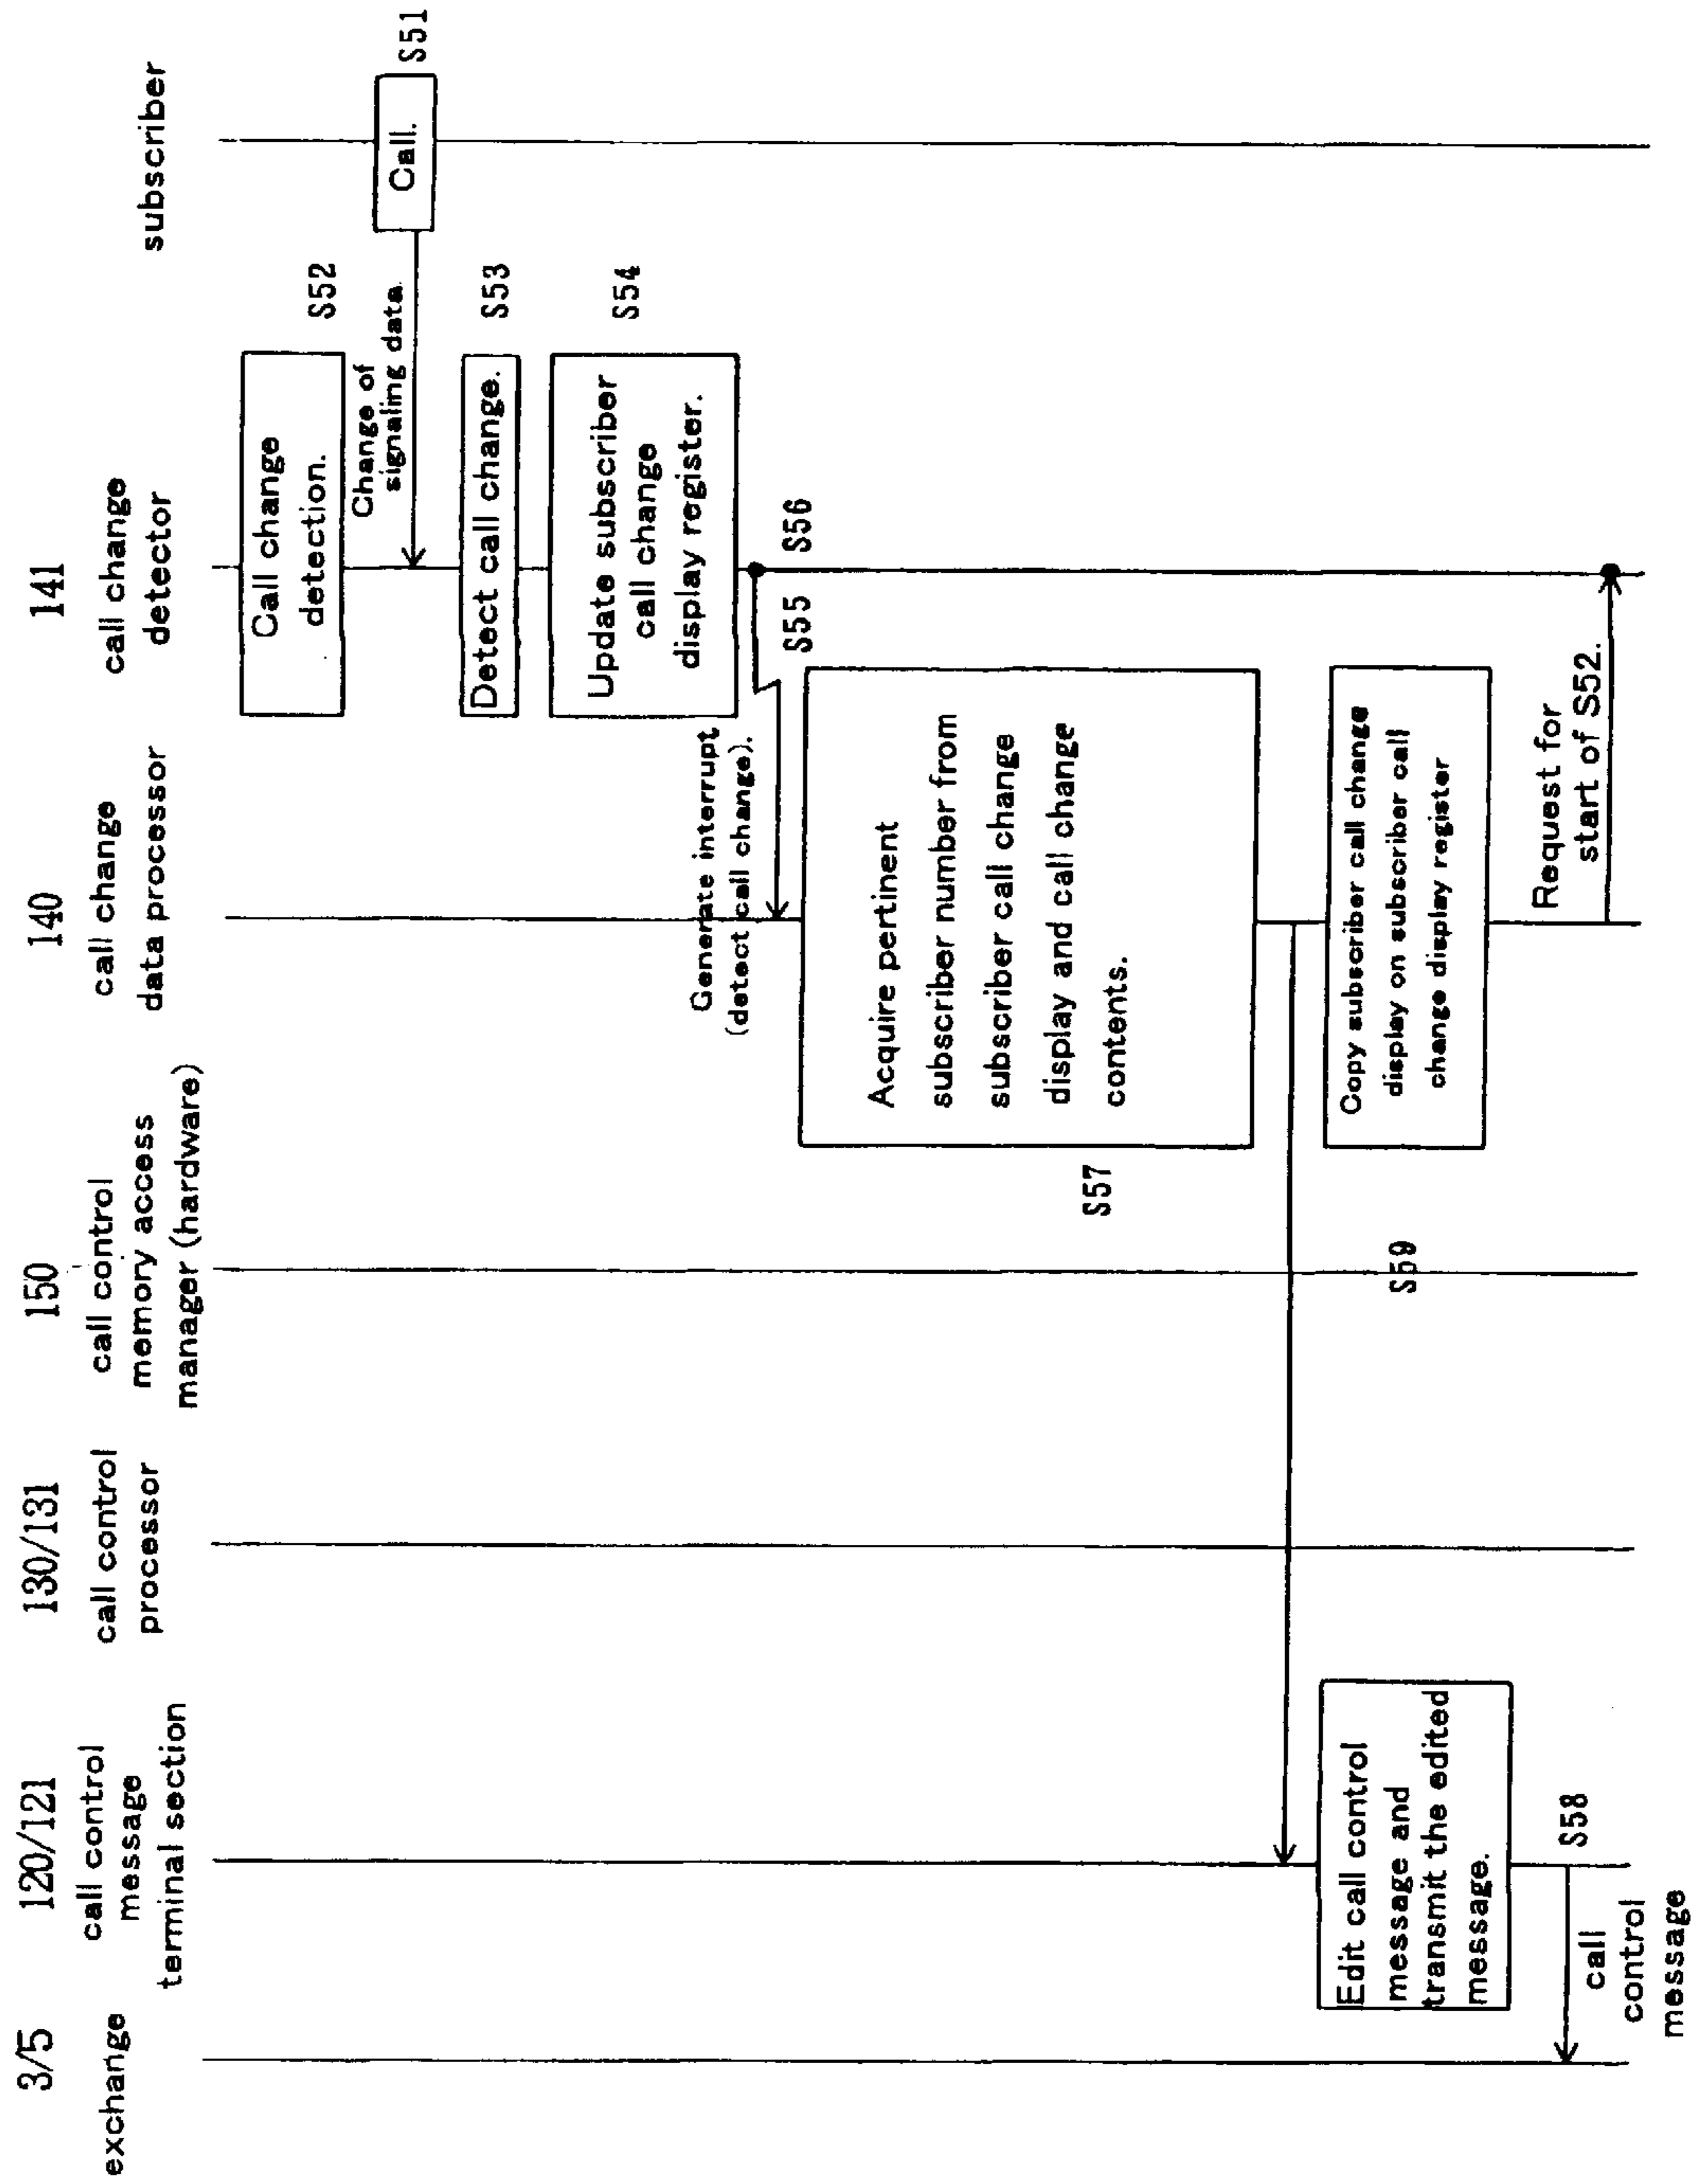 3/5
exchange
120/121
call control
message
terminal section
130/131
call control
processor
150
call control
memory access
manager (hardware)
140
call change
data processor
141
call change
detector
subscriber
Call change
detection.
S52
Call.
S51
Change of
signaling data
Detect call change.
S53
Update subscriber
call change
display register.
S54
Generate interrupt
(detect call change).
S55
S56
Acquire pertinent
subscriber number from
subscriber call change
display and call change
contents.
S57
Edit call control
message and
transmit the edited
message.
S59
Copy subscriber call change
display on subscriber call
change display register
S58
call
control
message
Request for
start of S52.